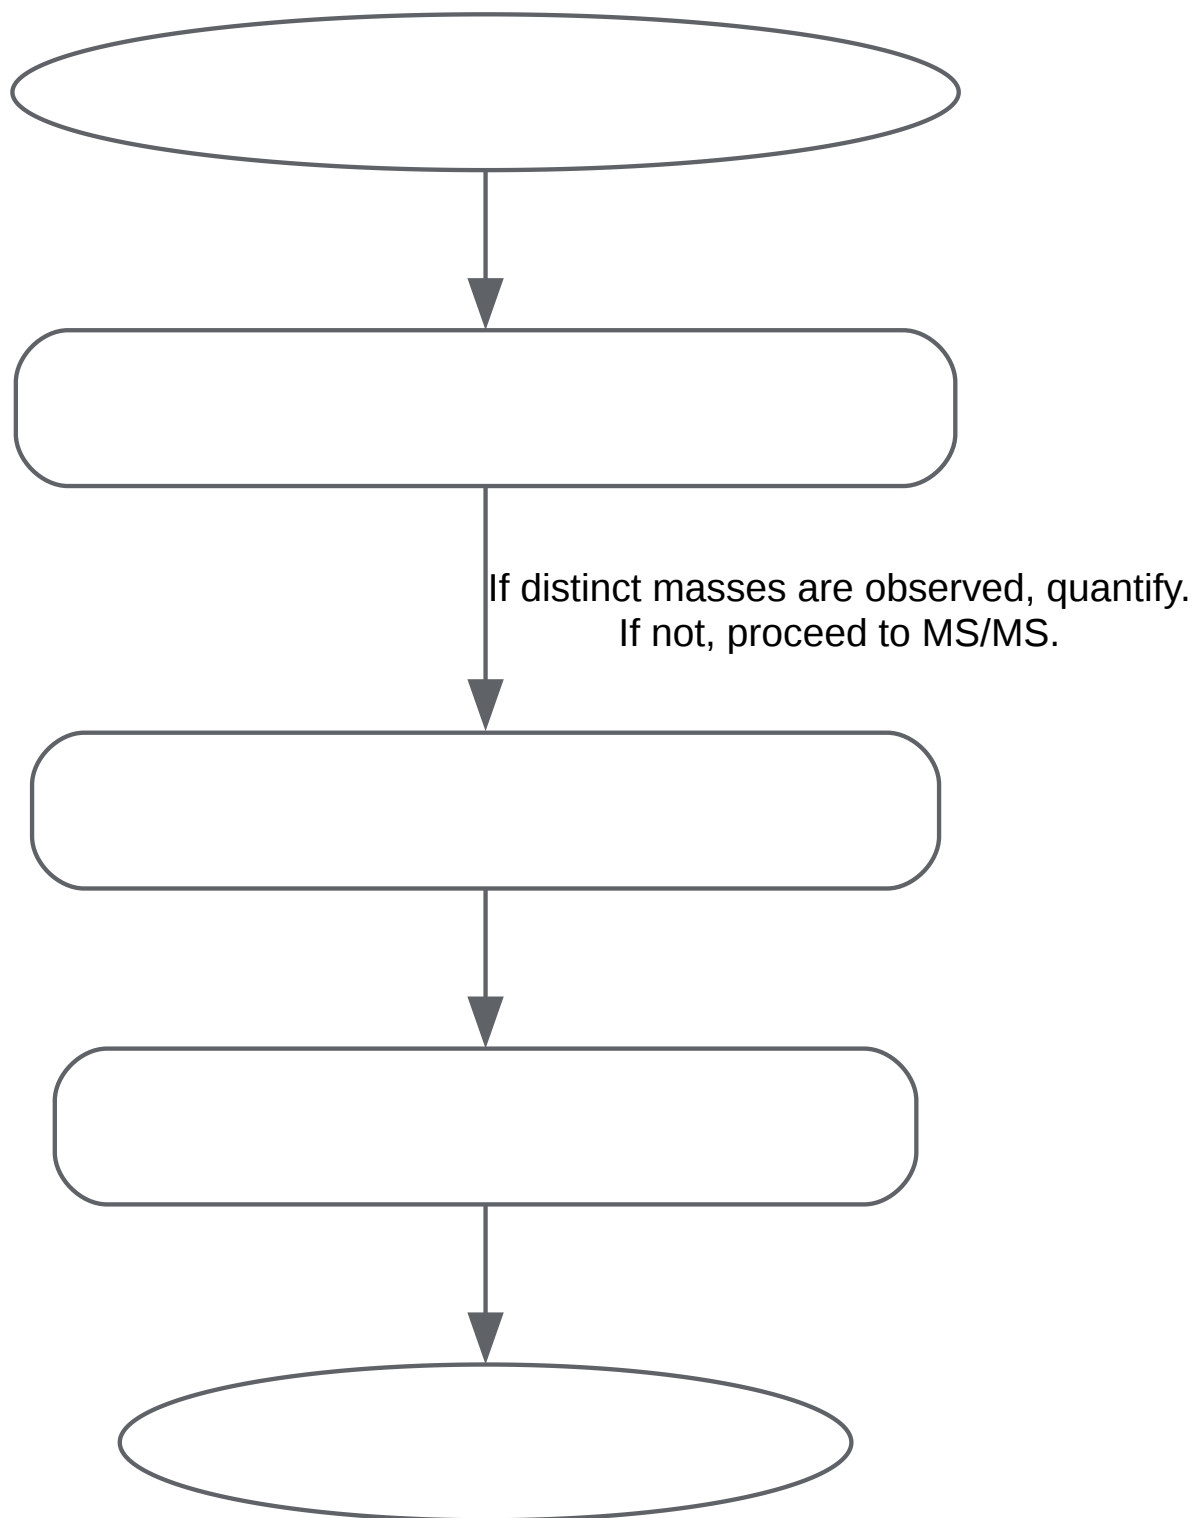 If distinct masses are observed, quantify.
If not, proceed to MS/MS.